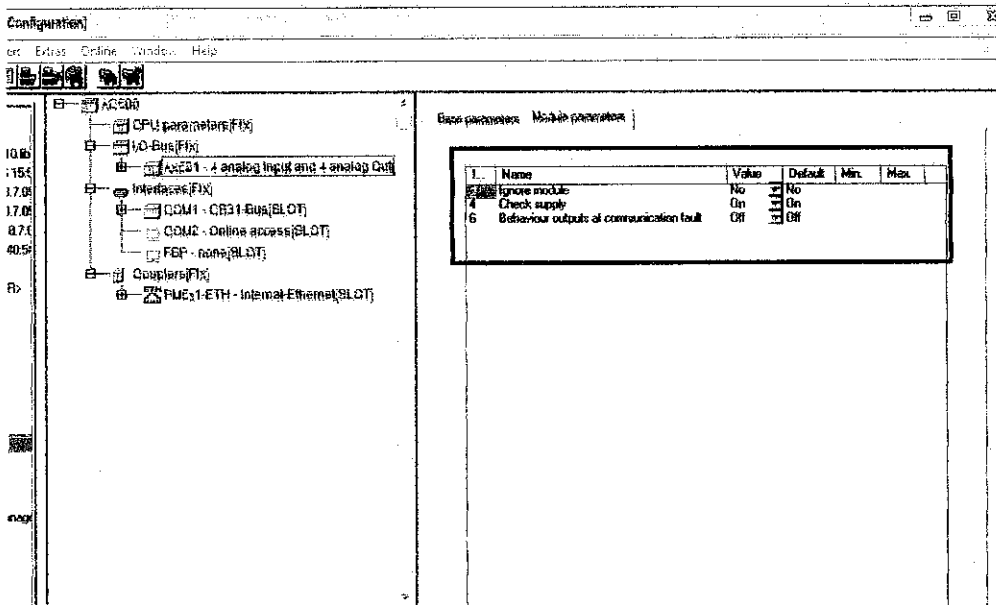 Configuration]
Extras Online Window Help
AC500
CPU parameters[FIX]
I/O-Bus[FIX]
- 4 analog Input and 4 analog Out
Interfaces[FIX]
COM1 - CS31-Bus[SLOT]
COM2 - Online access[SLOT]
FBP - none[SLOT]
Couplers[FIX]
- Internal-Ethernet[SLOT]
Base parameters Module parameters
I.. Name Value Default Min. Max.
Ignore module No No
4 Check supply On On
6 Behaviour outputs at communication fault Off Off